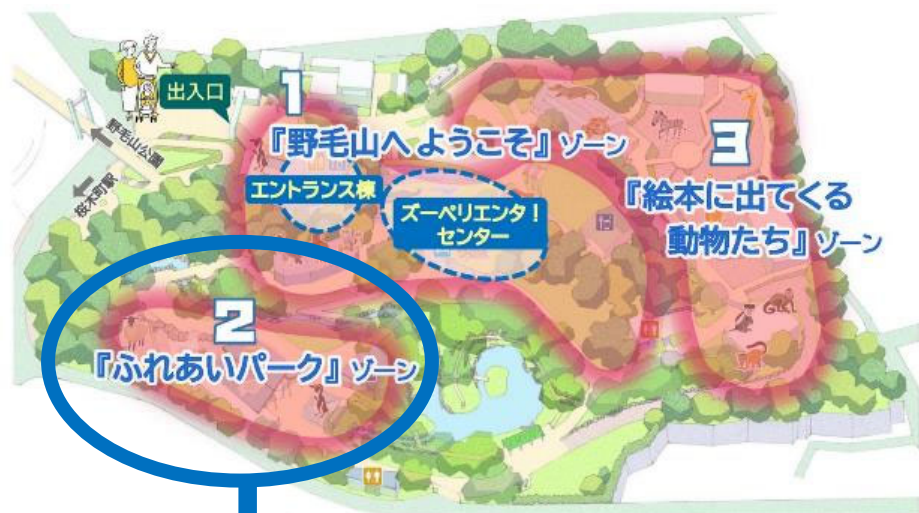 出入口
野毛山公園
桜木町駅
1
『野毛山へようこそ』ゾーン
エントランス棟
ズーベリエンタ!
センター
2
『ふれあいパーク』ゾーン
3
『絵本に出てくる
動物たち』ゾーン